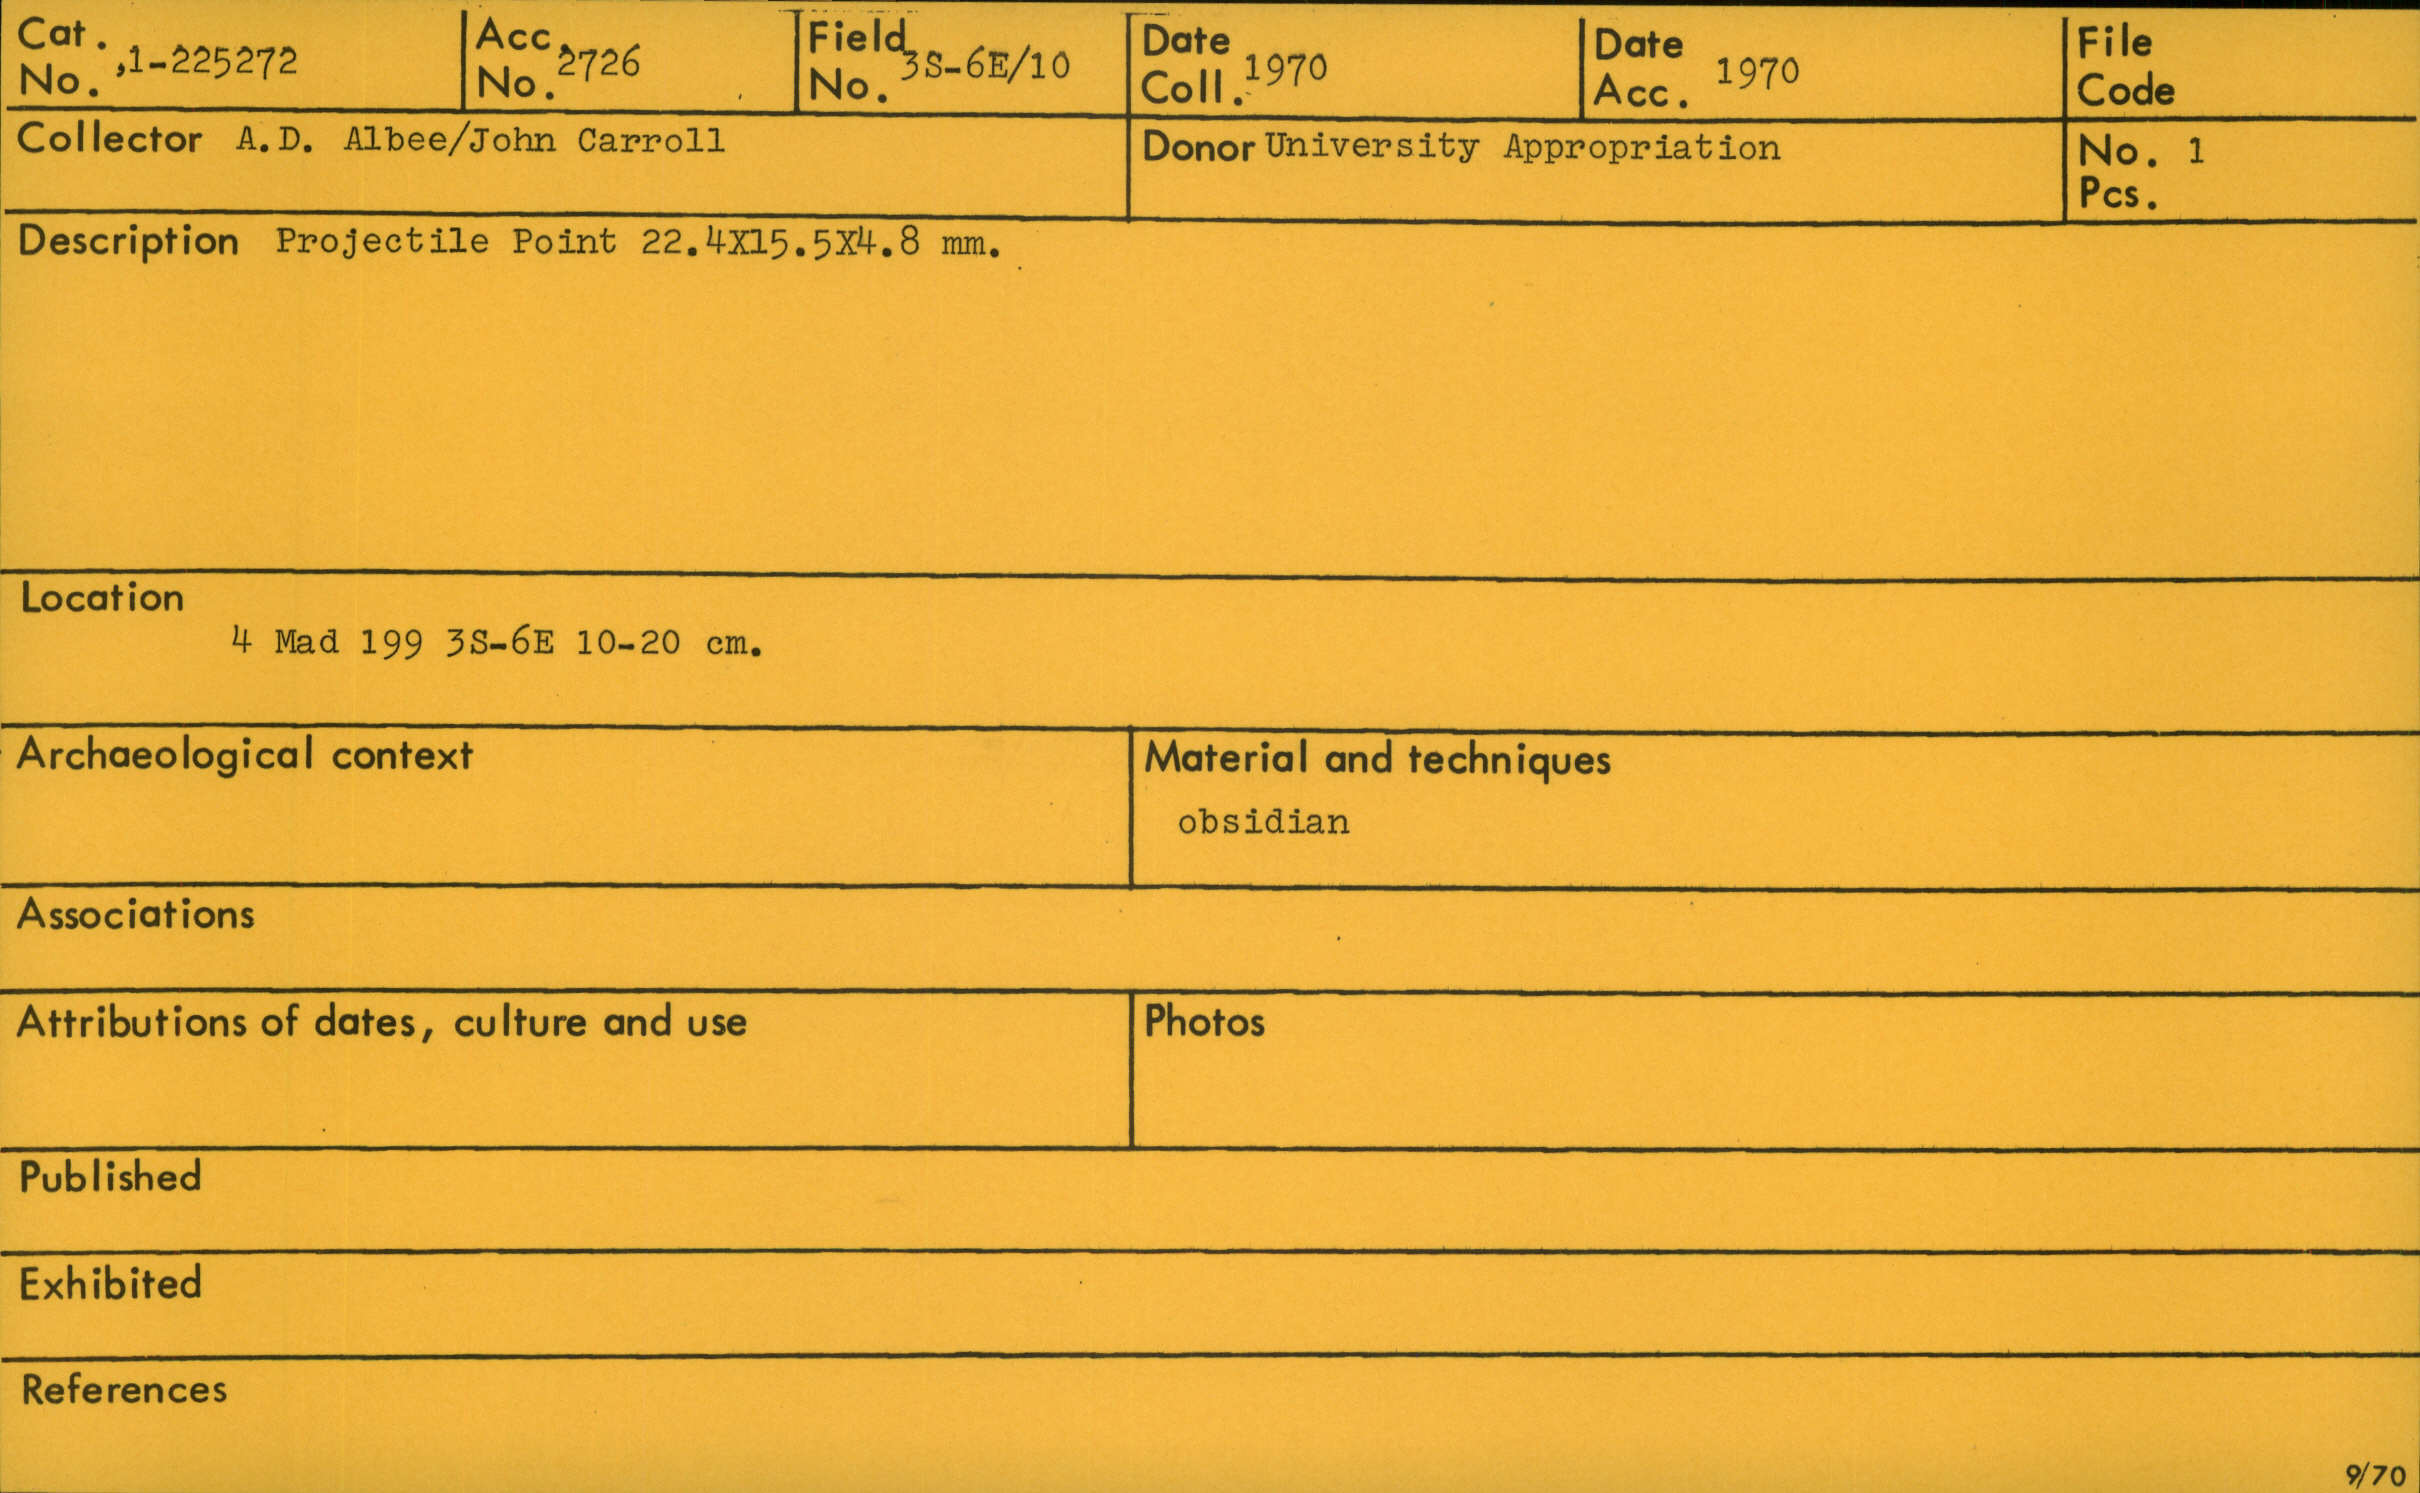 Cat. No. ,1-225272
Acc. No. 2726
Field No. 3S-6E/10
Date Coll. 1970
Date Acc. 1970
File Code
Collector A.D. Albee/John Carroll
Donor University Appropriation
No. Pcs. 1
Description Projectile Point 22.4X15.5X4.8 mm.
Location
4 Mad 199 3S-6E 10-20 cm.
Archaeological context
Material and techniques
obsidian
Associations
Attributions of dates, culture and use
Photos
Published
Exhibited
References
9/70